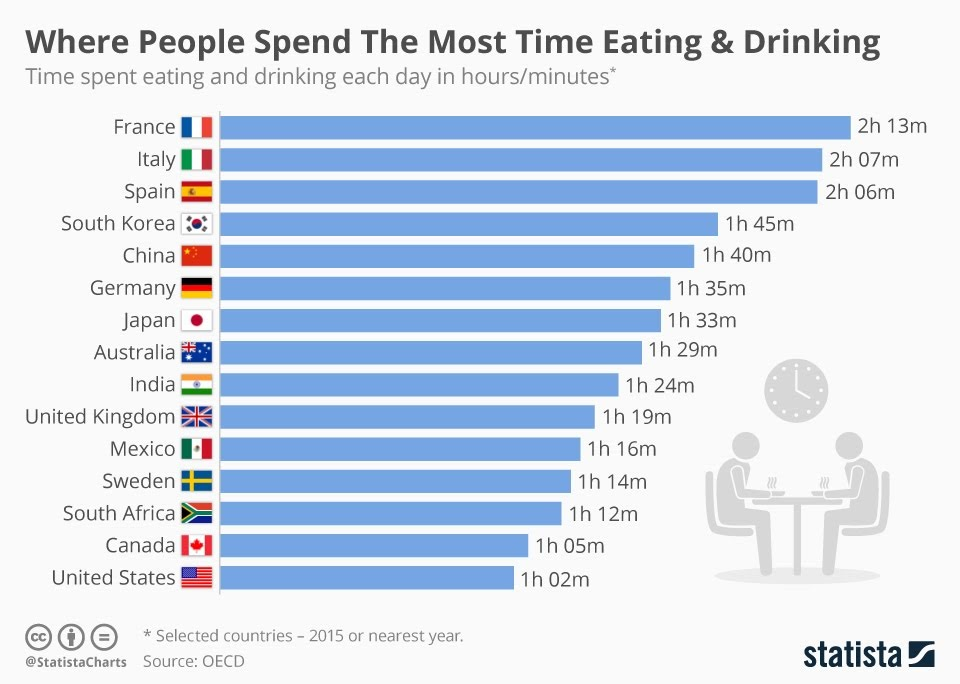 Where People Spend The Most Time Eating & Drinking
Time spent eating and drinking each day in hours/minutes*
France 2h 13m
Italy 2h 07m
Spain 2h 06m
South Korea 1h 45m
China 1h 40m
Germany 1h 35m
Japan 1h 33m
Australia 1h 29m
India 1h 24m
United Kingdom 1h 19m
Mexico 1h 16m
Sweden 1h 14m
South Africa 1h 12m
Canada 1h 05m
United States 1h 02m
cc
@StatistaCharts
* Selected countries – 2015 or nearest year.
Source: OECD
statista